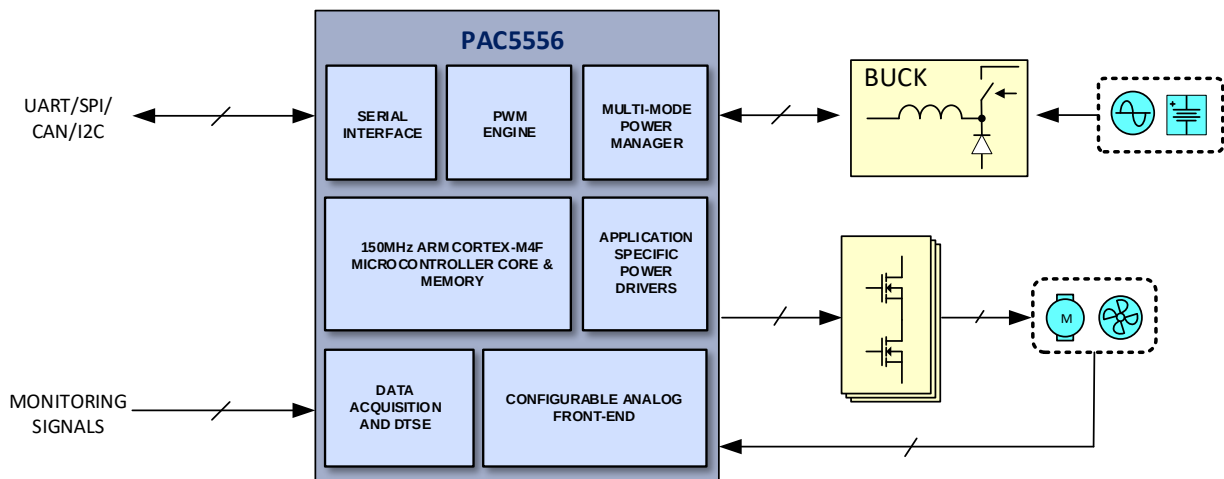 PAC5556
UART/SPI/
CAN/I2C
SERIAL
INTERFACE
PWM
ENGINE
MULTI-MODE
POWER
MANAGER
BUCK
+
150MHz ARM CORTEX-M4F
MICROCONTROLLER CORE &
MEMORY
APPLICATION
SPECIFIC
POWER
DRIVERS
M
MONITORING
SIGNALS
DATA
ACQUISITION
AND DTSE
CONFIGURABLE ANALOG
FRONT-END